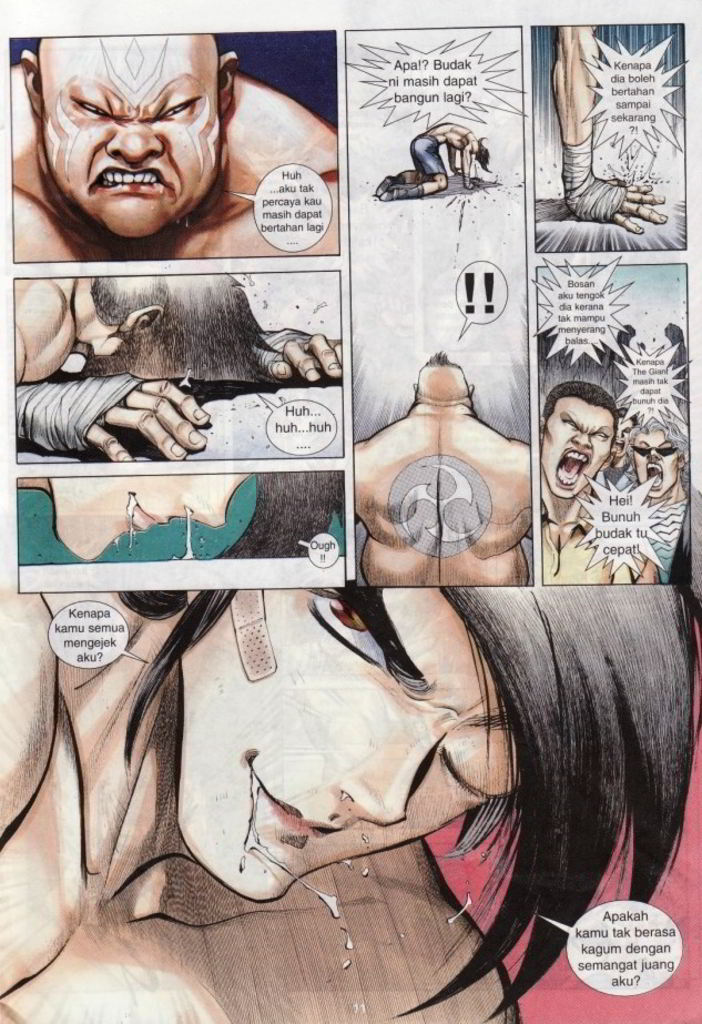 Huh
...aku tak
percaya kau
masih dapat
bertahan lagi
....
Apa!? Budak
ni masih dapat
bangun lagi?
Kenapa
dia boleh
bertahan
sampai
sekarang
?!
Huh...
huh...huh
....
Ough
!!
!!
Bosan
aku tengok
dia kerana
tak mampu
menyerang
balas....
Kenapa
The Giant
masih tak
bunuh dia
?!
Hei!
Bunuh
budak tu
cepat!
Kenapa
kamu semua
mengejek
aku?
Apakah
kamu tak berasa
kagum dengan
semangat juang
aku?
11